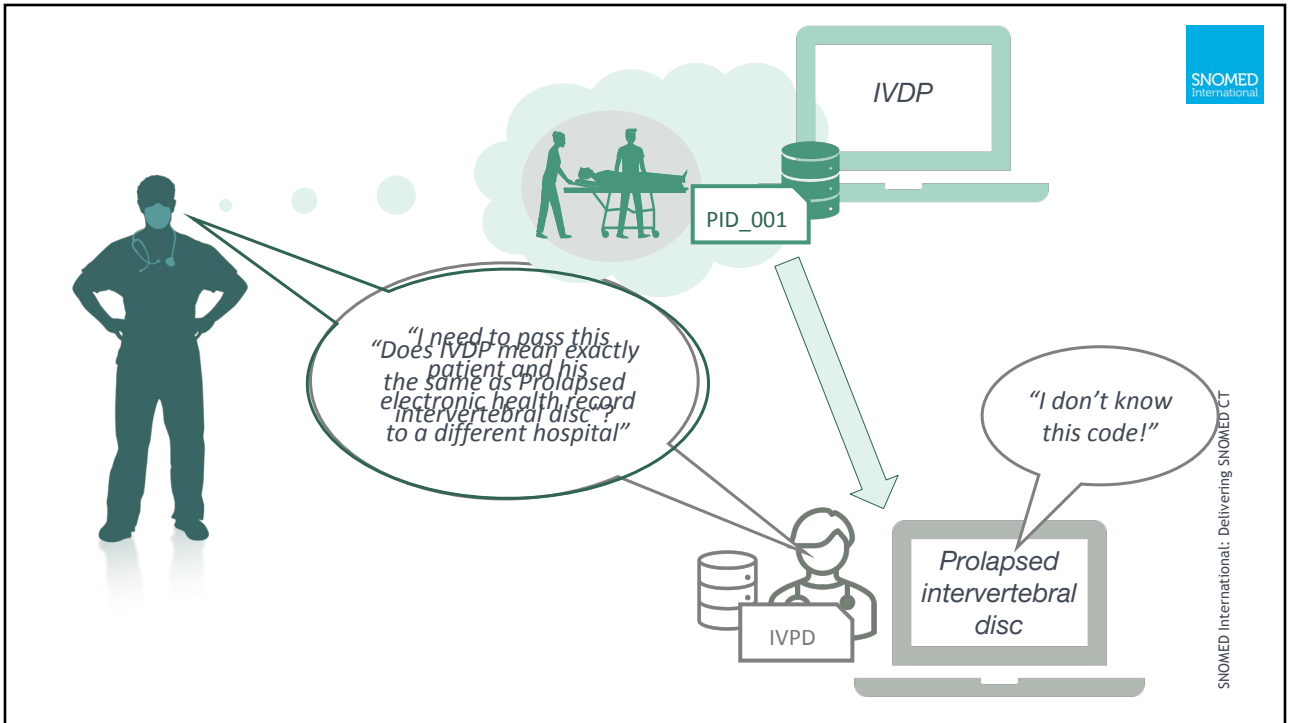 IVDP
SNOMED
International
PID_001
“I need to pass this
patient and his
electronic health record
to a different hospital”
“Does IVDP mean exactly
the same as Prolapsed
intervertebral disc”?
“I don’t know
this code!”
Prolapsed
intervertebral
disc
IVPD
SNOMED International: Delivering SNOMED CT